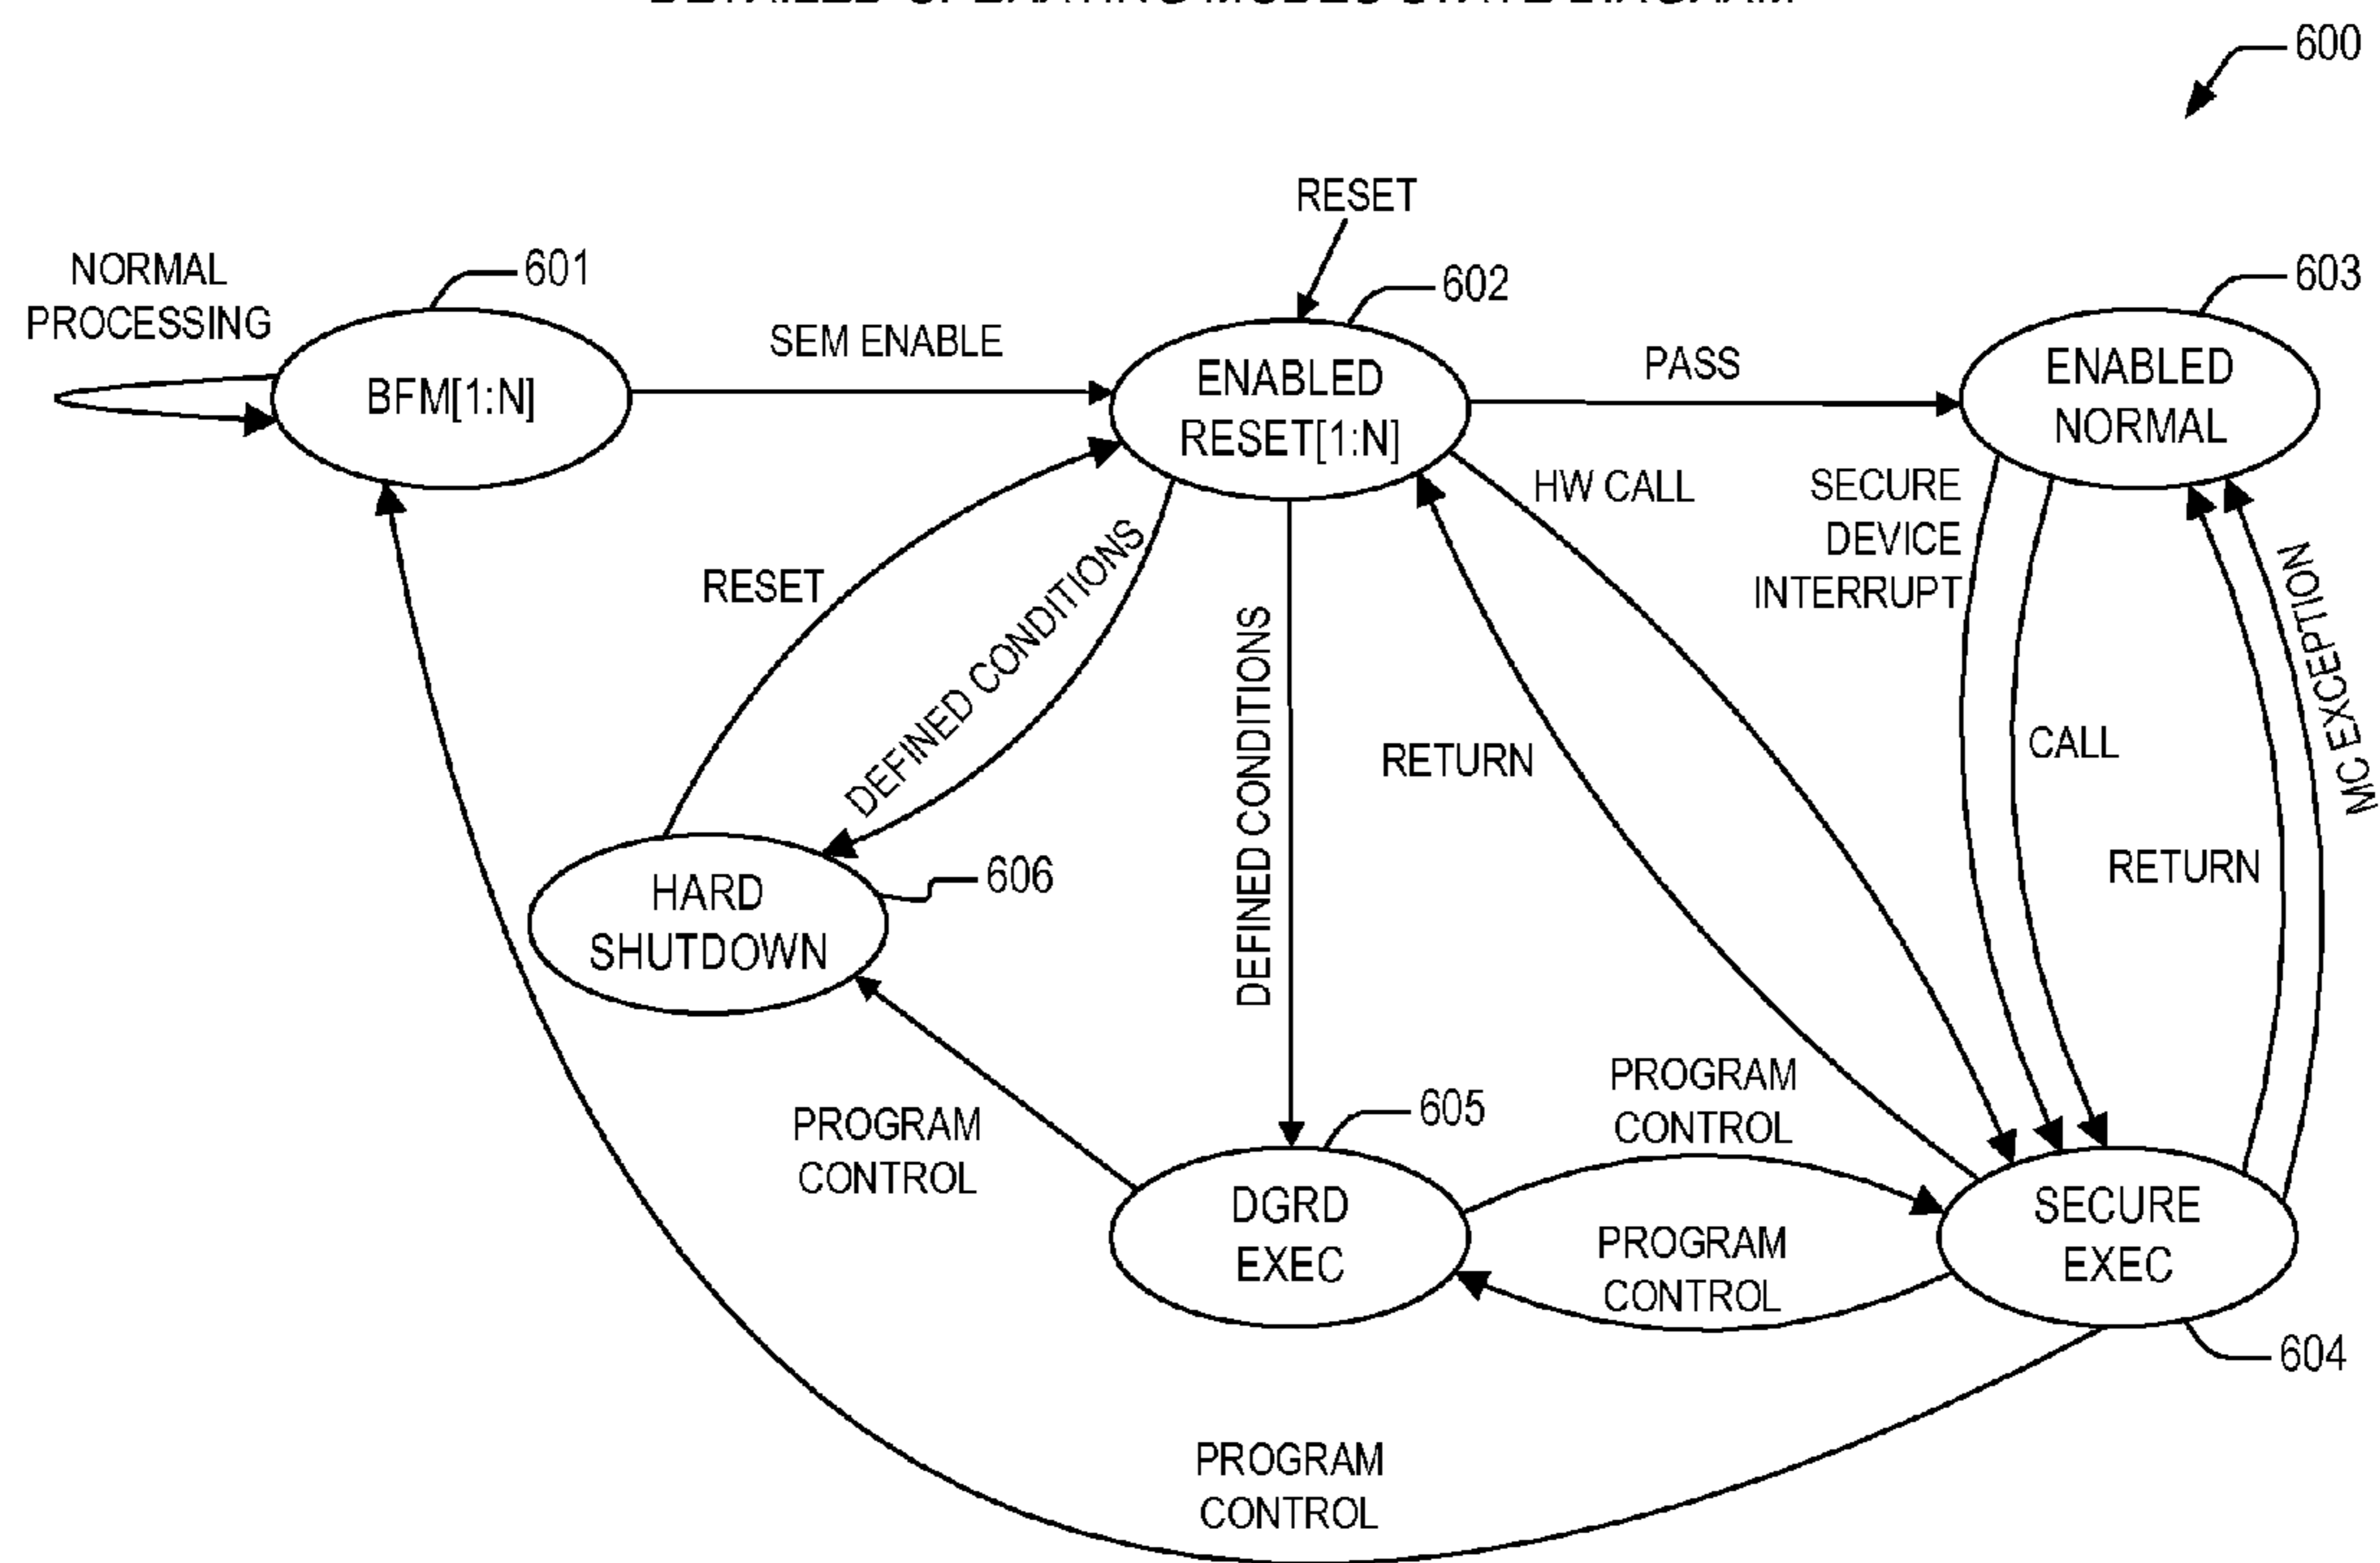 600
RESET
NORMAL
PROCESSING
601
602
603
BFM[1:N]
SEM ENABLE
ENABLED
RESET[1:N]
PASS
ENABLED
NORMAL
HW CALL
SECURE
DEVICE
INTERRUPT
RESET
DEFINED CONDITIONS
DEFINED CONDITIONS
RETURN
CALL
MC EXCEPTION
RETURN
HARD
SHUTDOWN
606
PROGRAM
CONTROL
605
PROGRAM
CONTROL
DGRD
EXEC
PROGRAM
CONTROL
SECURE
EXEC
604
PROGRAM
CONTROL